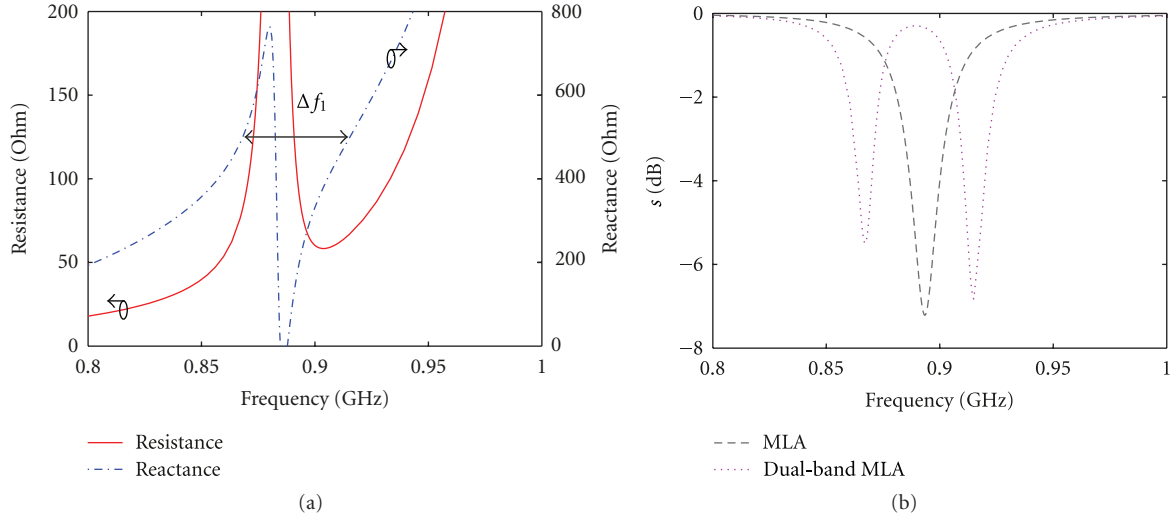 200
150
100
50
0
Resistance (Ohm)
800
600
400
200
0
Reactance (Ohm)
Δf1
0.8
0.85
0.9
0.95
1
Frequency (GHz)
Resistance
Reactance
(a)
0
−2
−4
−6
−8
s (dB)
0.8
0.85
0.9
0.95
1
Frequency (GHz)
MLA
Dual-band MLA
(b)